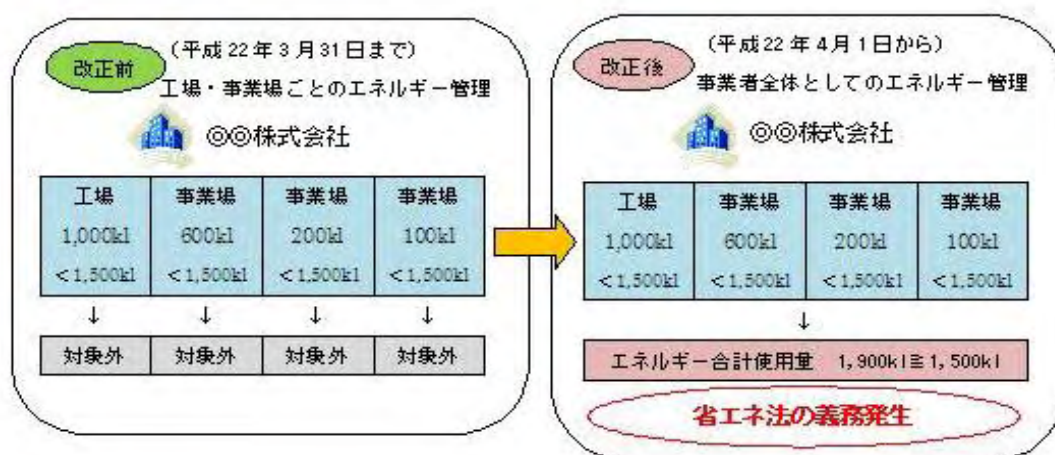 改正前
(平成22年3月31日まで)
工場・事業場ごとのエネルギー管理
◎◎株式会社
工場 事業場 事業場 事業場
1,000kl 600kl 200kl 100kl
<1,500kl <1,500kl <1,500kl <1,500kl
↓ ↓ ↓ ↓
対象外 対象外 対象外 対象外
改正後
(平成22年4月1日から)
事業者全体としてのエネルギー管理
◎◎株式会社
工場 事業場 事業場 事業場
1,000kl 600kl 200kl 100kl
<1,500kl <1,500kl <1,500kl <1,500kl
↓
エネルギー合計使用量 1,900kl≧1,500kl
省エネ法の義務発生